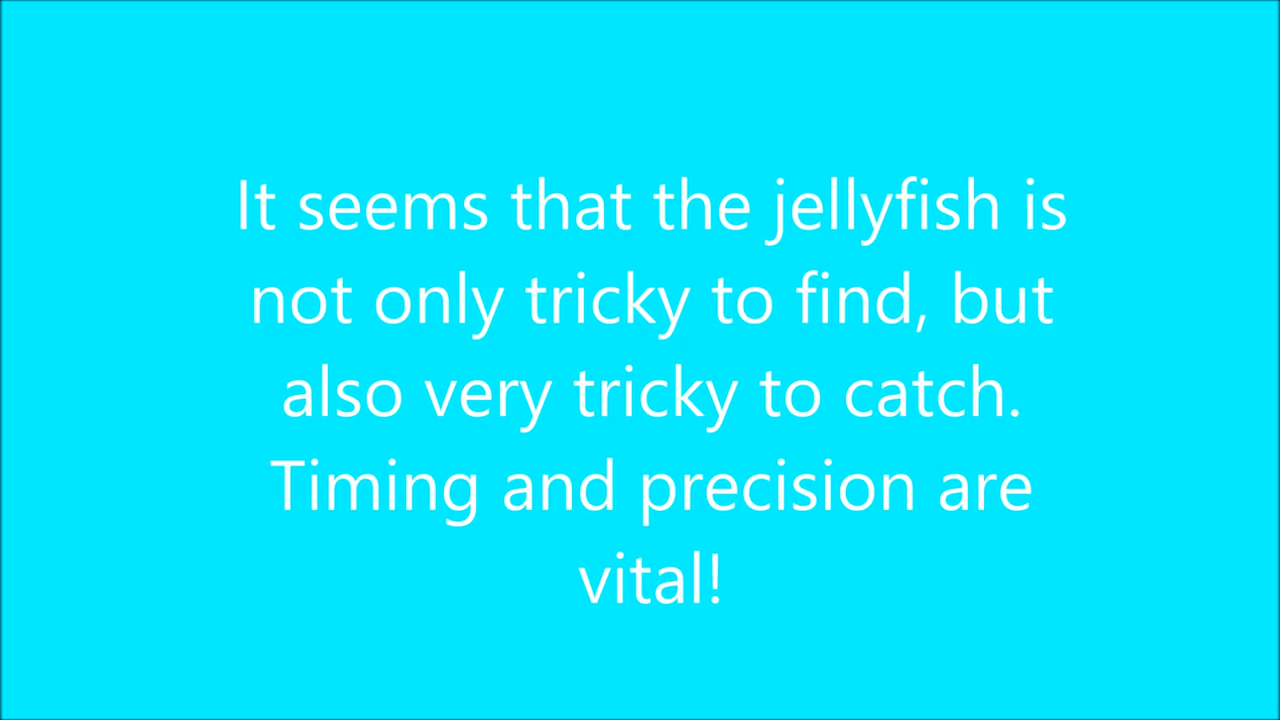 It seems that the jellyfish is
not only tricky to find, but
also very tricky to catch.
Timing and precision are
vital!